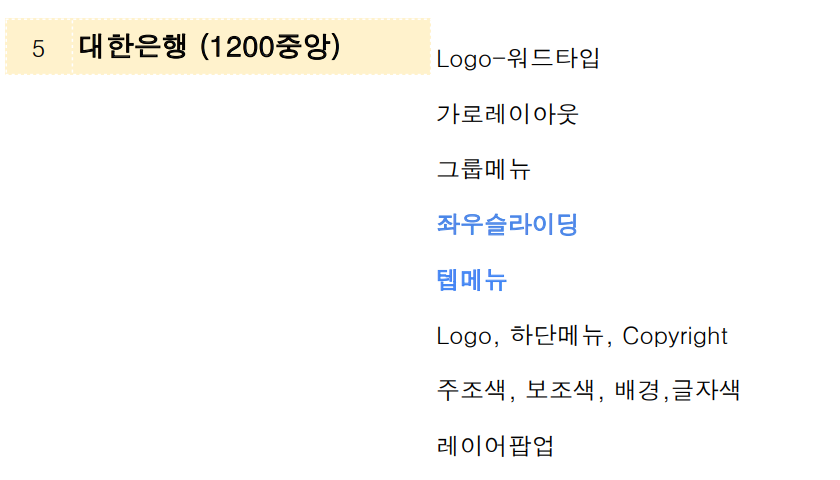 5 대한은행 (1200중앙)
Logo-워드타입
가로레이아웃
그룹메뉴
좌우슬라이딩
텝메뉴
Logo, 하단메뉴, Copyright
주조색, 보조색, 배경,글자색
레이어팝업